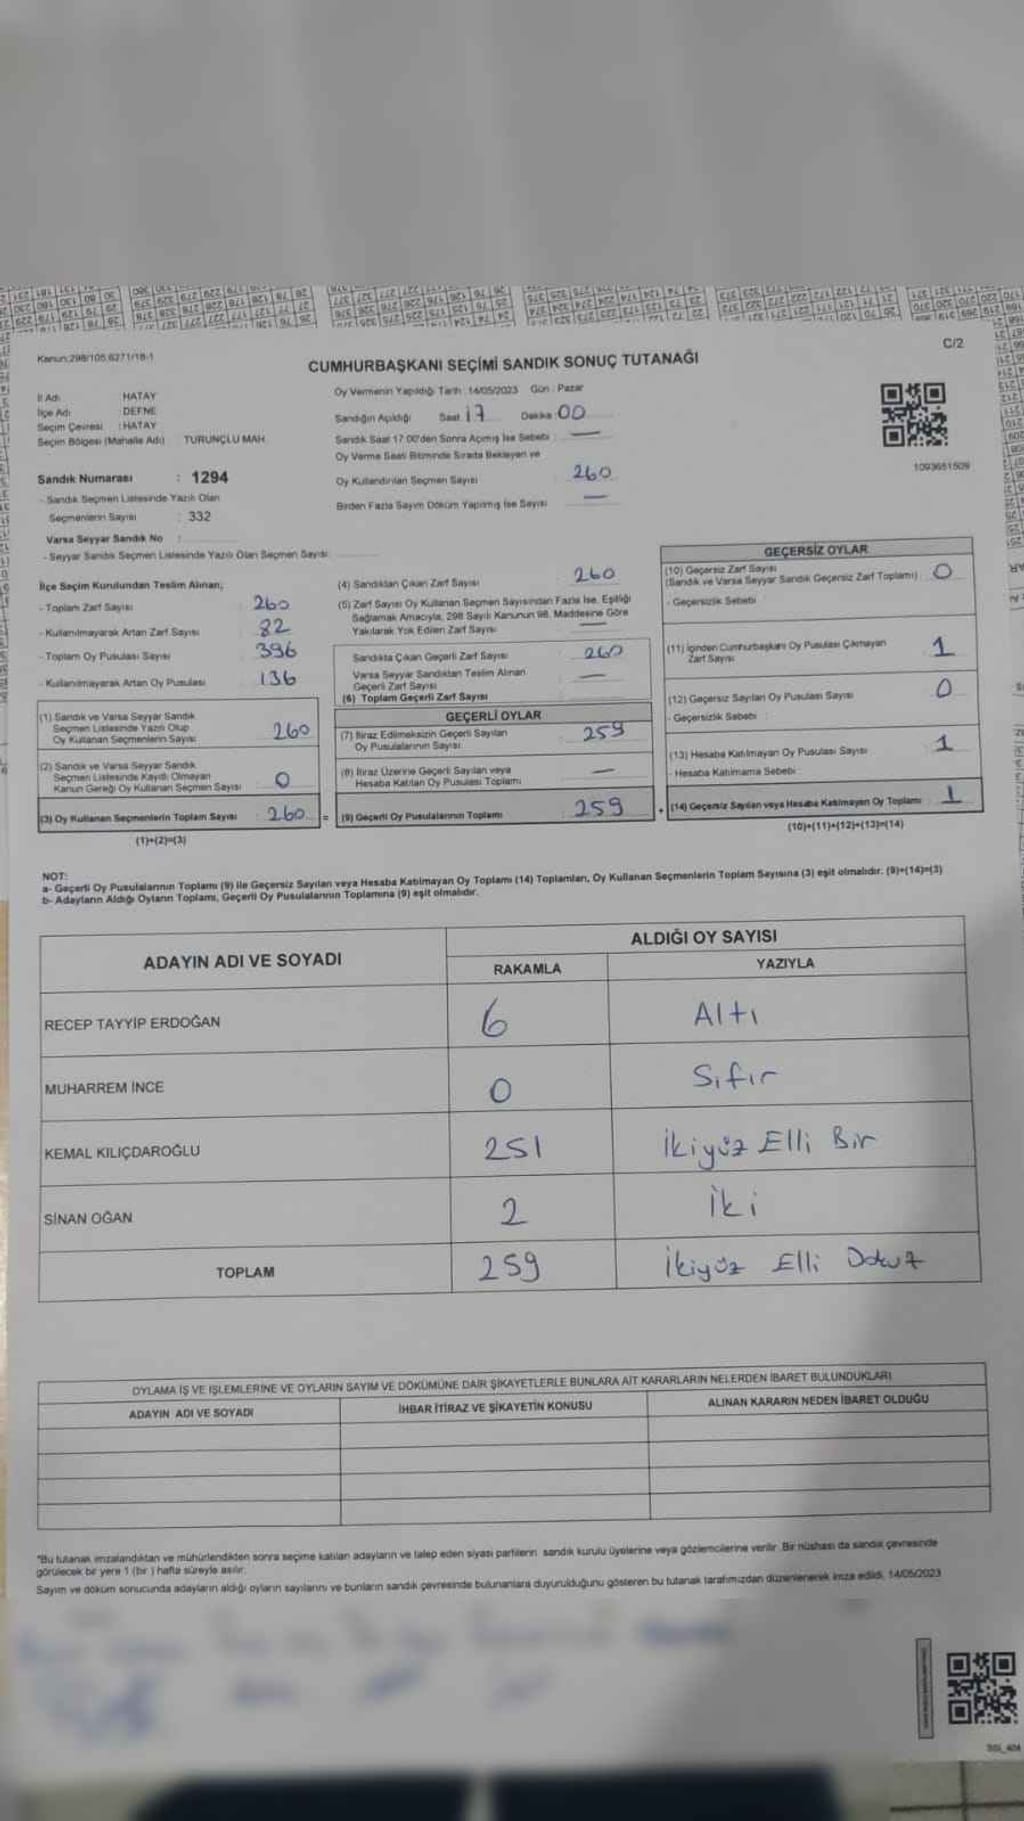 Kanun:298/105,6271/18-1
C/2
CUMHURBAŞKANI SEÇİMİ SANDIK SONUÇ TUTANAĞI
İl Adı HATAY
İlçe Adı : DEFNE
Seçim Çevresi : HATAY
Seçim Bölgesi (Mahalle Adı) TURUNÇLU MAH.
Sandık Numarası : 1294
- Sandık Seçmen Listesinde Yazılı Olan
Seçmenlerin Sayısı : 332
Varsa Seyyar Sandık No :
- Seyyar Sandık Seçmen Listesinde Yazılı Olan Seçmen Sayısı
Oy Vermenin Yapıldığı Tarih : 14/05/2023 Gün : Pazar
Sandığın Açıldığı Saat 17 Dakika 00
Sandık Saat 17.00'den Sonra Açılmış İse Sebebi : —
Oy Verme Saati Bitiminde Sırada Bekleyen ve
Oy Kullandırılan Seçmen Sayısı 260
Birden Fazla Sayım Döküm Yapılmış İse Sayısı —
1093651509
İlçe Seçim Kurulundan Teslim Alınan;
- Toplam Zarf Sayısı 260
- Kullanılmayarak Artan Zarf Sayısı 82
- Toplam Oy Pusulası Sayısı 396
- Kullanılmayarak Artan Oy Pusulası 136
(1) Sandık ve Varsa Seyyar Sandık
Seçmen Listesinde Yazılı Olup
Oy Kullanan Seçmenlerin Sayısı 260
(2) Sandık ve Varsa Seyyar Sandık
Seçmen Listesinde Kayıtlı Olmayan
Kanun Gereği Oy Kullanan Seçmen Sayısı 0
(3) Oy Kullanan Seçmenlerin Toplam Sayısı : 260 =
(1)+(2)=(3)
(4) Sandıktan Çıkan Zarf Sayısı 260
(5) Zarf Sayısı Oy Kullanan Seçmen Sayısından Fazla İse, Eşitliği
Sağlamak Amacıyla, 298 Sayılı Kanunun 98. Maddesine Göre
Yakılarak Yok Edilen Zarf Sayısı —
Sandıkta Çıkan Geçerli Zarf Sayısı 260
Varsa Seyyar Sandıktan Teslim Alınan
Geçerli Zarf Sayısı —
(6) Toplam Geçerli Zarf Sayısı
GEÇERLİ OYLAR
(7) İtiraz Edilmeksizin Geçerli Sayılan
Oy Pusulalarının Sayısı 259
(8) İtiraz Üzerine Geçerli Sayılan veya
Hesaba Katılan Oy Pusulası Toplamı —
(9) Geçerli Oy Pusulalarının Toplamı 259 +
GEÇERSİZ OYLAR
(10) Geçersiz Zarf Sayısı
(Sandık ve Varsa Seyyar Sandık Geçersiz Zarf Toplamı) 0
- Geçersizlik Sebebi
(11) İçinden Cumhurbaşkanı Oy Pusulası Çıkmayan
Zarf Sayısı 1
(12) Geçersiz Sayılan Oy Pusulası Sayısı 0
- Geçersizlik Sebebi :
(13) Hesaba Katılmayan Oy Pusulası Sayısı 1
- Hesaba Katılmama Sebebi :
(14) Geçersiz Sayılan veya Hesaba Katılmayan Oy Toplamı 1
(10)+(11)+(12)+(13)=(14)
NOT:
a- Geçerli Oy Pusulalarının Toplamı (9) ile Geçersiz Sayılan veya Hesaba Katılmayan Oy Toplamı (14) Toplamları, Oy Kullanan Seçmenlerin Toplam Sayısına (3) eşit olmalıdır. (9)+(14)=(3)
b- Adayların Aldığı Oyların Toplamı, Geçerli Oy Pusulalarının Toplamına (9) eşit olmalıdır.
ADAYIN ADI VE SOYADI
ALDIĞI OY SAYISI
RAKAMLA YAZIYLA
RECEP TAYYİP ERDOĞAN 6 Altı
MUHARREM İNCE 0 Sıfır
KEMAL KILIÇDAROĞLU 251 İkiyüz Elli Bir
SİNAN OĞAN 2 İki
TOPLAM 259 İkiyüz Elli Dokuz
OYLAMA İŞ VE İŞLEMLERİNE VE OYLARIN SAYIM VE DÖKÜMÜNE DAİR ŞİKAYETLERLE BUNLARA AİT KARARLARIN NELERDEN İBARET BULUNDUKLARI
ADAYIN ADI VE SOYADI İHBAR İTİRAZ VE ŞİKAYETİN KONUSU ALINAN KARARIN NEDEN İBARET OLDUĞU
*Bu tutanak imzalandıktan ve mühürlendikten sonra seçime katılan adayların ve talep eden siyasi partilerin sandık kurulu üyelerine veya gözlemcilerine verilir. Bir nüshası da sandık çevresinde
görülecek bir yere 1 (bir ) hafta süreyle asılır.
Sayım ve döküm sonucunda adayların aldığı oyların sayılarını ve bunların sandık çevresinde bulunanlara duyurulduğunu gösteren bu tutanak tarafımızdan düzenlenerek imza edildi. 14/05/2023